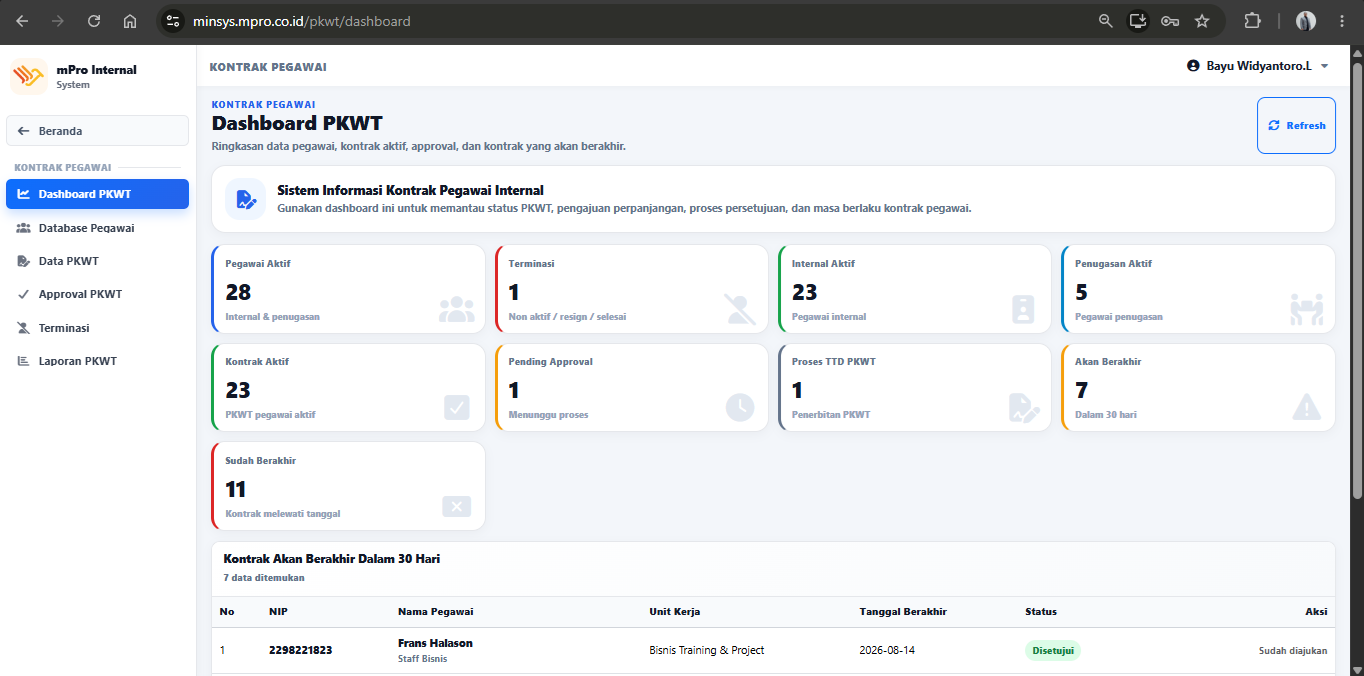 minsys.mpro.co.id/pkwt/dashboard
mPro Internal
System
Beranda
KONTRAK PEGAWAI
Dashboard PKWT
Database Pegawai
Data PKWT
Approval PKWT
Terminasi
Laporan PKWT
KONTRAK PEGAWAI
Bayu Widyantoro.L
KONTRAK PEGAWAI
Dashboard PKWT
Ringkasan data pegawai, kontrak aktif, approval, dan kontrak yang akan berakhir.
Refresh
Sistem Informasi Kontrak Pegawai Internal
Gunakan dashboard ini untuk memantau status PKWT, pengajuan perpanjangan, proses persetujuan, dan masa berlaku kontrak pegawai.
Pegawai Aktif
28
Internal & penugasan
Terminasi
1
Non aktif / resign / selesai
Internal Aktif
23
Pegawai internal
Penugasan Aktif
5
Pegawai penugasan
Kontrak Aktif
23
PKWT pegawai aktif
Pending Approval
1
Menunggu proses
Proses TTD PKWT
1
Penerbitan PKWT
Akan Berakhir
7
Dalam 30 hari
Sudah Berakhir
11
Kontrak melewati tanggal
Kontrak Akan Berakhir Dalam 30 Hari
7 data ditemukan
No NIP Nama Pegawai Unit Kerja Tanggal Berakhir Status Aksi
1 2298221823 Frans Halason Bisnis Training & Project 2026-08-14 Disetujui Sudah diajukan
Staff Bisnis